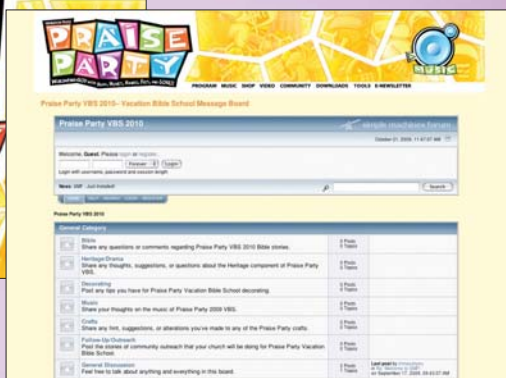 PRAISE
PARTY
MUSIC
PROGRAM MUSIC SHOP VIDEO COMMUNITY DOWNLOADS TOOLS E-NEWSLETTER
Praise Party VBS 2010- Vacation Bible School Message Board
Praise Party VBS 2010
simple machines forum
Welcome, Guest. Please login or register.
Forever
Login
Login with username, password and session length
News: SMF - Just Installed!
Search
Praise Party VBS 2010
General Category
Bible
Share any questions or comments regarding Praise Party VBS 2010 Bible stories.
0 Posts
0 Topics
Heritage/Drama
Share any thoughts, suggestions, or questions about the Heritage component of Praise Party
VBS.
0 Posts
0 Topics
Decorating
Post any tips you have for Praise Party Vacation Bible School decorating.
0 Posts
0 Topics
Music
Share your thoughts on the music of Praise Party 2009 VBS.
0 Posts
0 Topics
Crafts
Share any hint, suggestions, or alterations you've made to any of the Praise Party crafts.
0 Posts
0 Topics
Follow-Up/Outreach
Post the stories of community outreach that your church will be doing for Praise Party Vacation
Bible School.
0 Posts
0 Topics
General Discussion
Feel free to talk about anything and everything in this board.